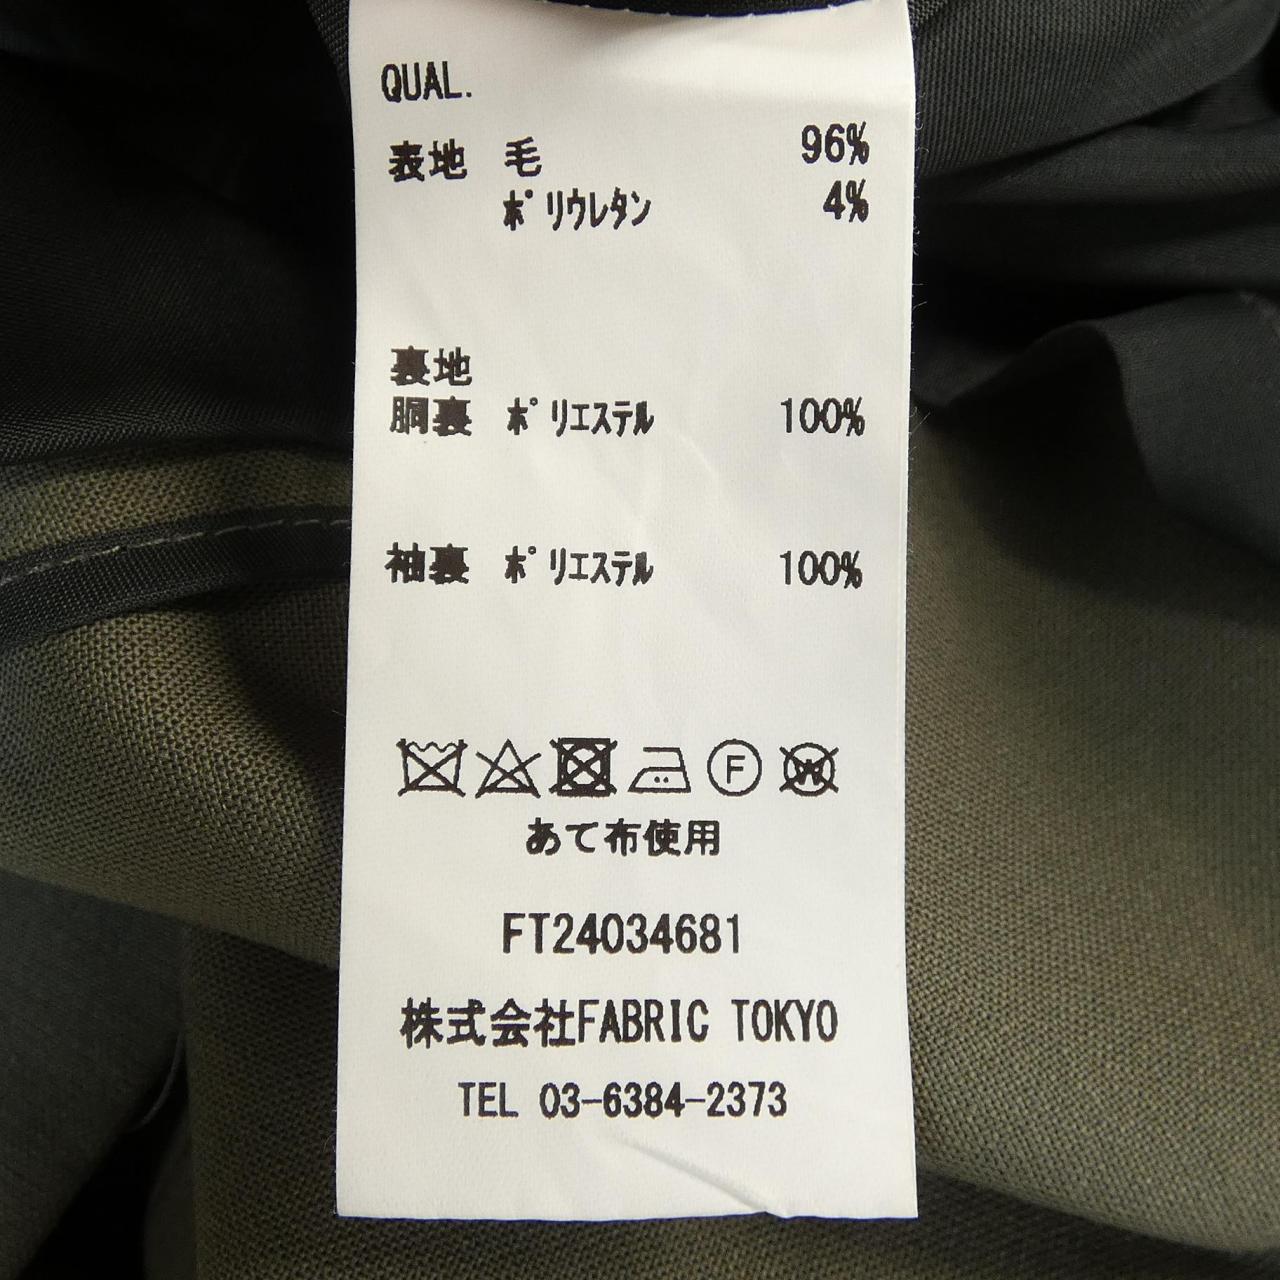 QUAL.
表地 毛 96%
ポリウレタン 4%
裏地
胴裏 ポリエステル 100%
袖裏 ポリエステル 100%
F W
あて布使用
FT24034681
株式会社FABRIC TOKYO
TEL 03-6384-2373